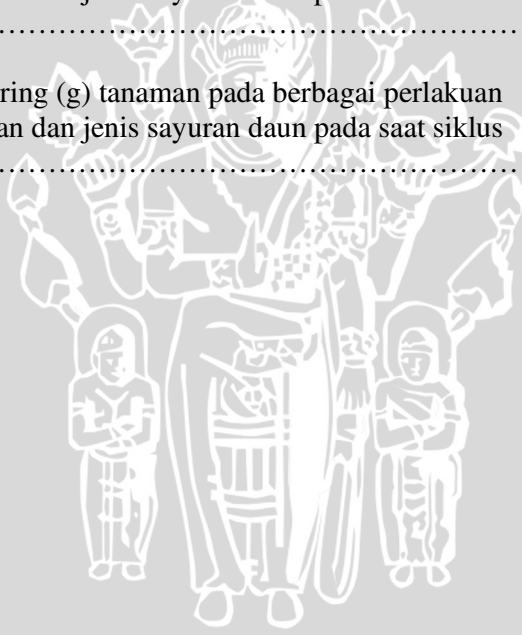 ……………………………………………………
ring (g) tanaman pada berbagai perlakuan
an dan jenis sayuran daun pada saat siklus
……………………………………………………